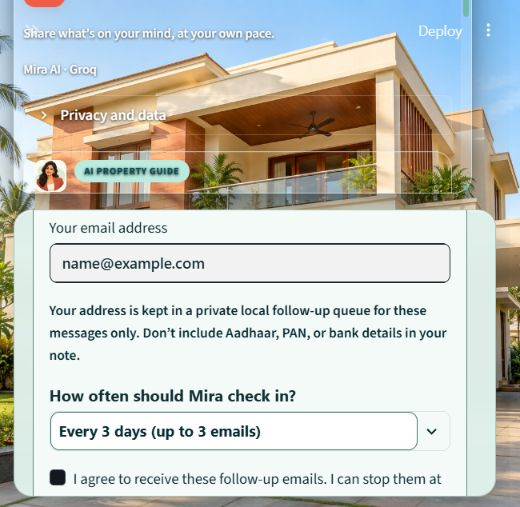 Share what's on your mind, at your own pace.
Deploy
Mira AI · Groq
Privacy and data
AI PROPERTY GUIDE
Your email address
name@example.com
Your address is kept in a private local follow-up queue for these
messages only. Don’t include Aadhaar, PAN, or bank details in your
note.
How often should Mira check in?
Every 3 days (up to 3 emails)
I agree to receive these follow-up emails. I can stop them at